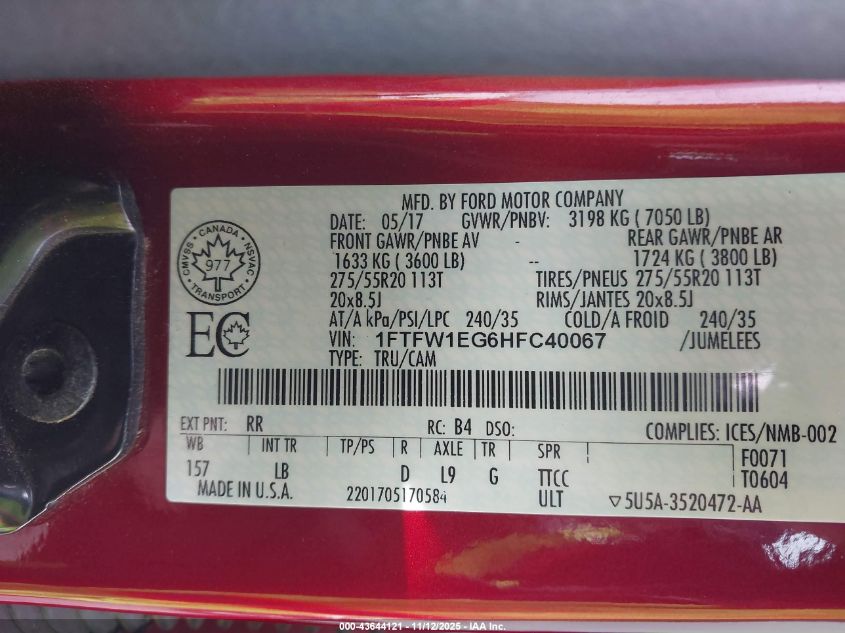 MFD. BY FORD MOTOR COMPANY
DATE: 05/17 GVWR/PNBV: 3198 KG ( 7050 LB)
FRONT GAWR/PNBE AV - REAR GAWR/PNBE AR
1633 KG ( 3600 LB) -- 1724 KG ( 3800 LB)
275/55R20 113T TIRES/PNEUS 275/55R20 113T
20x8.5J RIMS/JANTES 20x8.5J
AT/A kPa/PSI/LPC 240/35 COLD/A FROID 240/35
VIN: 1FTFW1EG6HFC40067 /JUMELEES
TYPE: TRU/CAM
CMVSS · CANADA · NSVAC
977
TRANSPORT
EC
EXT PNT: RR RC: B4 DSO: COMPLIES: ICES/NMB-002
WB INT TR TP/PS R AXLE TR SPR F0071
157 LB D L9 G TTCC T0604
MADE IN U.S.A. 2201705170584 ULT ▽5U5A-3520472-AA
000-43644121 - 11/12/2025 - IAA Inc.